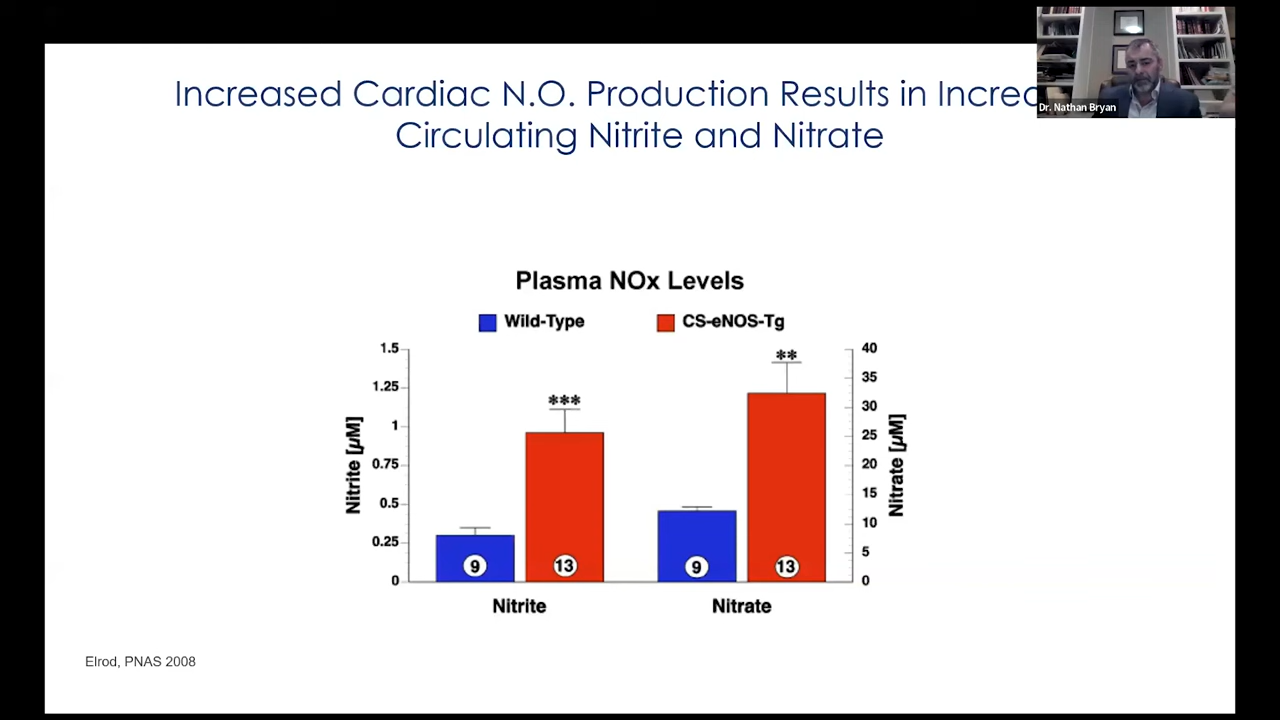 Increased Cardiac N.O. Production Results in Increa
Circulating Nitrite and Nitrate
Dr. Nathan Bryan
Plasma NOx Levels
Wild-Type
CS-eNOS-Tg
1.5
1.25
1
0.75
0.5
0.25
0
Nitrite [µM]
***
**
9
13
9
13
40
35
30
25
20
15
10
5
0
Nitrate [µM]
Nitrite
Nitrate
Elrod, PNAS 2008